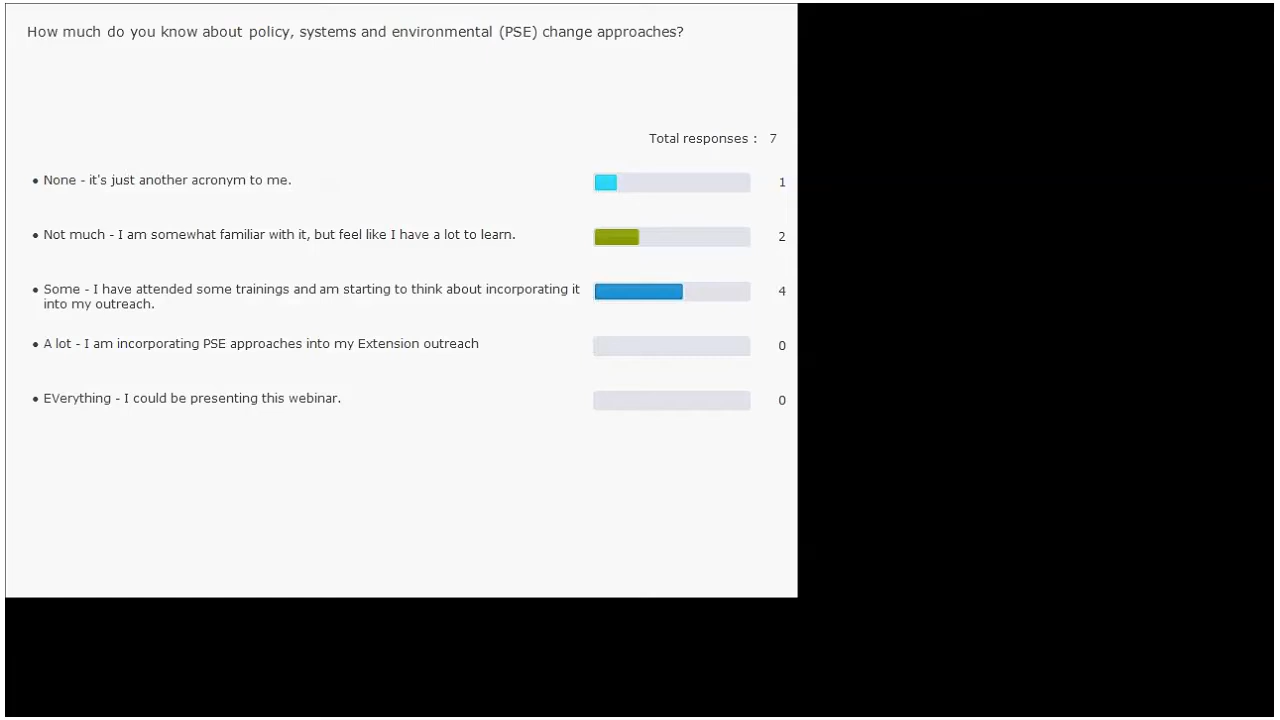 How much do you know about policy, systems and environmental (PSE) change approaches?
Total responses : 7
• None - it's just another acronym to me. 1
• Not much - I am somewhat familiar with it, but feel like I have a lot to learn. 2
• Some - I have attended some trainings and am starting to think about incorporating it 4
into my outreach.
• A lot - I am incorporating PSE approaches into my Extension outreach 0
• EVerything - I could be presenting this webinar. 0